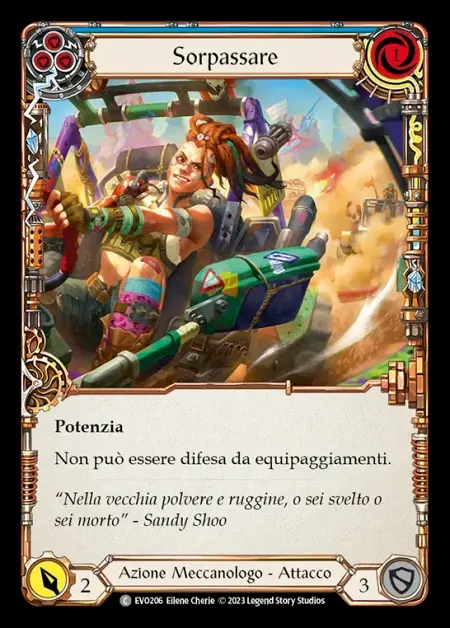 Sorpassare
1
Potenzia
Non può essere difesa da equipaggiamenti.
“Nella vecchia polvere e ruggine, o sei svelto o
sei morto” - Sandy Shoo
2
Azione Meccanologo - Attacco
3
C EVO206 Eilene Cherie © 2023 Legend Story Studios